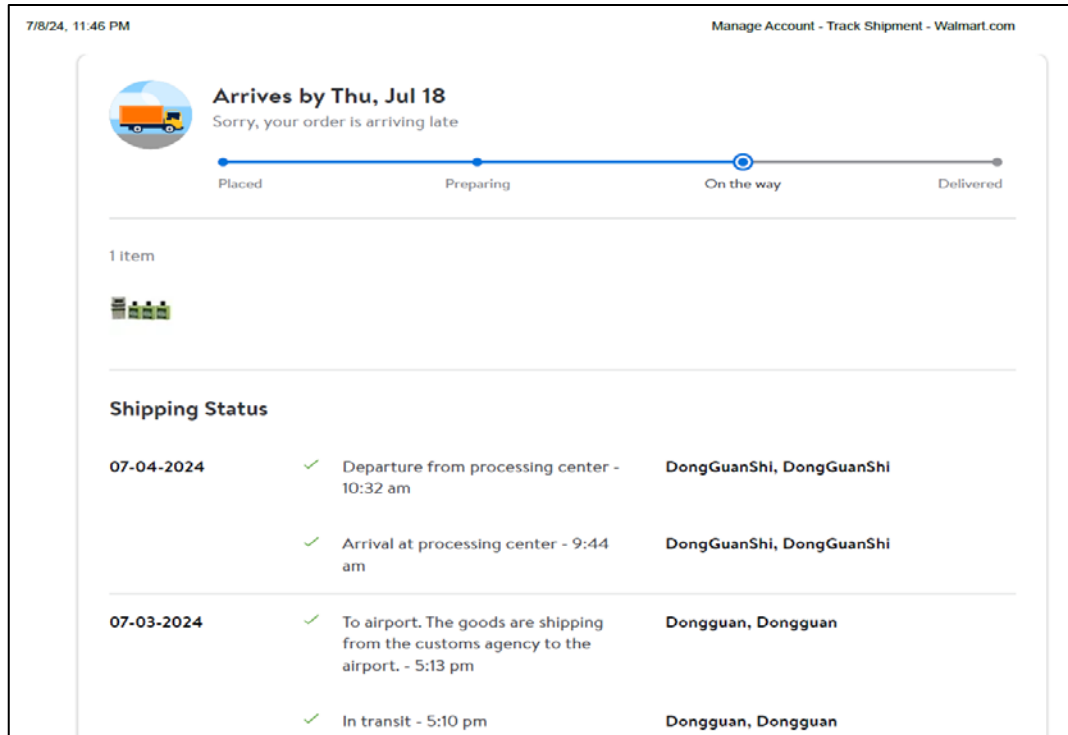 7/8/24, 11:46 PM
Manage Account - Track Shipment - Walmart.com
Arrives by Thu, Jul 18
Sorry, your order is arriving late
Placed
Preparing
On the way
Delivered
1 item
Shipping Status
07-04-2024
Departure from processing center -
10:32 am
DongGuanShi, DongGuanShi
Arrival at processing center - 9:44
am
DongGuanShi, DongGuanShi
07-03-2024
To airport. The goods are shipping
from the customs agency to the
airport. - 5:13 pm
Dongguan, Dongguan
In transit - 5:10 pm
Dongguan, Dongguan